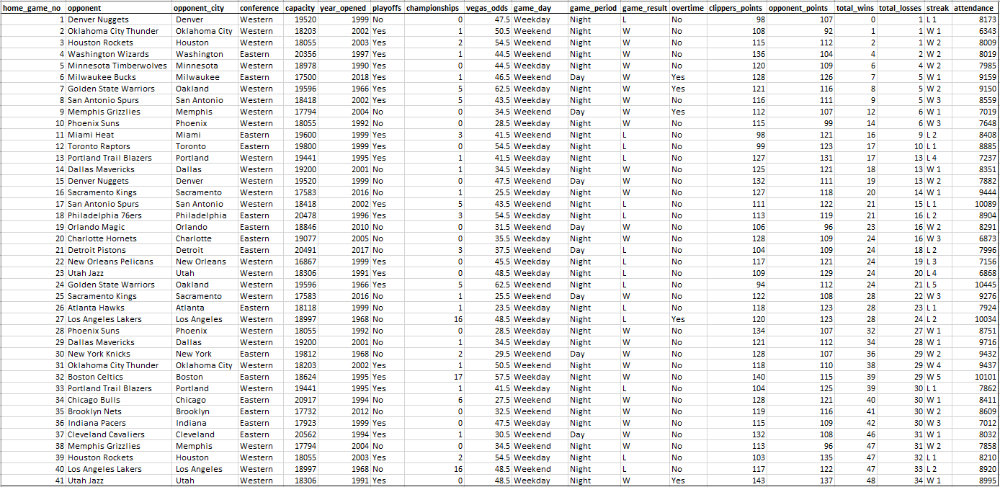 home_game_no opponent opponent_city conference capacity year_opened playoffs championships vegas_odds game_day game_period game_result overtime clippers_points opponent_points total_wins total_losses streak attendance
1 Denver Nuggets Denver Western 19520 1999 No 0 47.5 Weekday Night L No 98 107 0 1 L 1 8173
2 Oklahoma City Thunder Oklahoma City Western 18203 2002 Yes 1 50.5 Weekend Night W No 108 92 1 1 W 1 6343
3 Houston Rockets Houston Western 18055 2003 Yes 2 54.5 Weekend Night W No 115 112 2 1 W 2 8009
4 Washington Wizards Washington Eastern 20356 1997 Yes 1 44.5 Weekend Night W No 136 104 4 2 W 2 8019
5 Minnesota Timberwolves Minnesota Western 18978 1990 Yes 0 44.5 Weekday Night W No 120 109 6 4 W 2 7985
6 Milwaukee Bucks Milwaukee Eastern 17500 2018 Yes 1 46.5 Weekend Day W Yes 128 126 7 5 W 1 9159
7 Golden State Warriors Oakland Western 19596 1966 Yes 5 62.5 Weekday Night W Yes 121 116 8 5 W 2 9150
8 San Antonio Spurs San Antonio Western 18418 2002 Yes 5 43.5 Weekday Night W No 116 111 9 5 W 3 8559
9 Memphis Grizzlies Memphis Western 17794 2004 No 0 34.5 Weekend Day W Yes 112 107 12 6 W 1 7019
10 Phoenix Suns Phoenix Western 18055 1992 No 0 28.5 Weekday Night W No 115 99 14 6 W 3 7648
11 Miami Heat Miami Eastern 19600 1999 Yes 3 41.5 Weekend Night L No 98 121 16 9 L 2 8408
12 Toronto Raptors Toronto Eastern 19800 1999 Yes 0 54.5 Weekday Night L No 99 123 17 10 L 1 8885
13 Portland Trail Blazers Portland Western 19441 1995 Yes 1 41.5 Weekday Night L No 127 131 17 13 L 4 7237
14 Dallas Mavericks Dallas Western 19200 2001 No 1 34.5 Weekday Night W No 125 121 18 13 W 1 8351
15 Denver Nuggets Denver Western 19520 1999 No 0 47.5 Weekend Day W No 132 111 19 13 W 2 7882
16 Sacramento Kings Sacramento Western 17583 2016 No 1 25.5 Weekday Night W No 127 118 20 14 W 1 9444
17 San Antonio Spurs San Antonio Western 18418 2002 Yes 5 43.5 Weekend Night L No 111 122 21 15 L 1 10089
18 Philadelphia 76ers Philadelphia Eastern 20478 1996 Yes 3 54.5 Weekday Night L No 113 119 21 16 L 2 8904
19 Orlando Magic Orlando Eastern 18846 2010 No 0 31.5 Weekend Day W No 106 96 23 16 W 2 8291
20 Charlotte Hornets Charlotte Eastern 19077 2005 No 0 35.5 Weekday Night W No 128 109 24 16 W 3 6873
21 Detroit Pistons Detroit Eastern 20491 2017 No 3 37.5 Weekend Day L No 104 109 24 18 L 2 7996
22 New Orleans Pelicans New Orleans Western 16867 1999 Yes 0 45.5 Weekday Night L No 117 121 24 19 L 3 7156
23 Utah Jazz Utah Western 18306 1991 Yes 0 48.5 Weekday Night L No 109 129 24 20 L 4 6868
24 Golden State Warriors Oakland Western 19596 1966 Yes 5 62.5 Weekend Night L No 94 112 24 21 L 5 10445
25 Sacramento Kings Sacramento Western 17583 2016 No 1 25.5 Weekend Day W No 122 108 28 22 W 3 9276
26 Atlanta Hawks Atlanta Eastern 18118 1999 No 1 23.5 Weekday Night L No 118 123 28 23 L 1 7924
27 Los Angeles Lakers Los Angeles Western 18997 1968 No 16 48.5 Weekday Night L Yes 120 123 28 24 L 2 10034
28 Phoenix Suns Phoenix Western 18055 1992 No 0 28.5 Weekday Night W No 134 107 32 27 W 1 8751
29 Dallas Mavericks Dallas Western 19200 2001 No 1 34.5 Weekday Night W No 121 112 34 28 W 1 9716
30 New York Knicks New York Eastern 19812 1968 No 2 29.5 Weekend Day W No 128 107 36 29 W 2 9432
31 Oklahoma City Thunder Oklahoma City Western 18203 2002 Yes 1 50.5 Weekend Night W No 118 110 38 29 W 4 9437
32 Boston Celtics Boston Eastern 18624 1995 Yes 17 57.5 Weekday Night W No 140 115 39 29 W 5 10101
33 Portland Trail Blazers Portland Western 19441 1995 Yes 1 41.5 Weekday Night L No 104 125 39 30 L 1 7862
34 Chicago Bulls Chicago Eastern 20917 1994 No 6 27.5 Weekend Night W No 128 121 40 30 W 1 8411
35 Brooklyn Nets Brooklyn Eastern 17732 2012 No 0 32.5 Weekend Night W No 119 116 41 30 W 2 8609
36 Indiana Pacers Indiana Eastern 17923 1999 Yes 0 47.5 Weekday Night W No 115 109 42 30 W 3 7012
37 Cleveland Cavaliers Cleveland Eastern 20562 1994 Yes 1 30.5 Weekend Day W No 132 108 46 31 W 1 8032
38 Memphis Grizzlies Memphis Western 17794 2004 No 0 34.5 Weekend Night W No 113 96 47 31 W 2 7858
39 Houston Rockets Houston Western 18055 2003 Yes 2 54.5 Weekday Night L No 103 135 47 32 L 1 8210
40 Los Angeles Lakers Los Angeles Western 18997 1968 No 16 48.5 Weekend Night L No 117 122 47 33 L 2 8920
41 Utah Jazz Utah Western 18306 1991 Yes 0 48.5 Weekday Night W Yes 143 137 48 34 W 1 8995